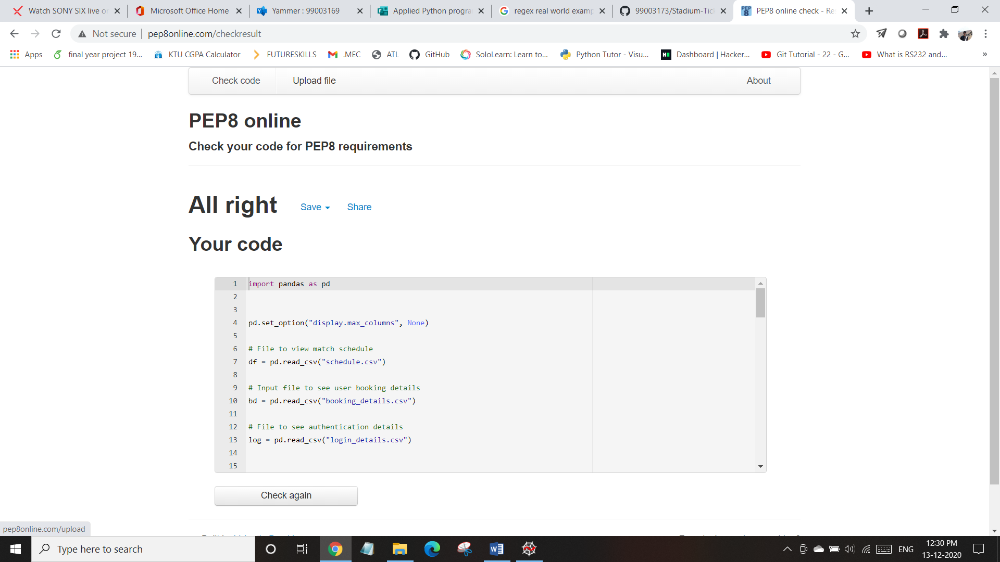 Watch SONY SIX live or
Microsoft Office Home
Yammer : 99003169
Applied Python progra
regex real world examp
99003173/Stadium-Tic
PEP8 online check - Re
Not secure
pep8online.com/checkresult
Apps
final year project 19...
KTU CGPA Calculator
FUTURESKILLS
.MEC
ATL
GitHub
SoloLearn: Learn to...
Python Tutor - Visu...
Dashboard | Hacker...
Git Tutorial - 22 - G...
What is RS232 and...
»
Check code
Upload file
About
PEP8 online
Check your code for PEP8 requirements
All right
Save
Share
Your code
1 import pandas as pd
2
3
4 pd.set_option("display.max_columns", None)
5
6 # File to view match schedule
7 df = pd.read_csv("schedule.csv")
8
9 # Input file to see user booking details
10 bd = pd.read_csv("booking_details.csv")
11
12 # File to see authentication details
13 log = pd.read_csv("login_details.csv")
14
15
Check again
pep8online.com/upload
Type here to search
ENG
12:30 PM
13-12-2020